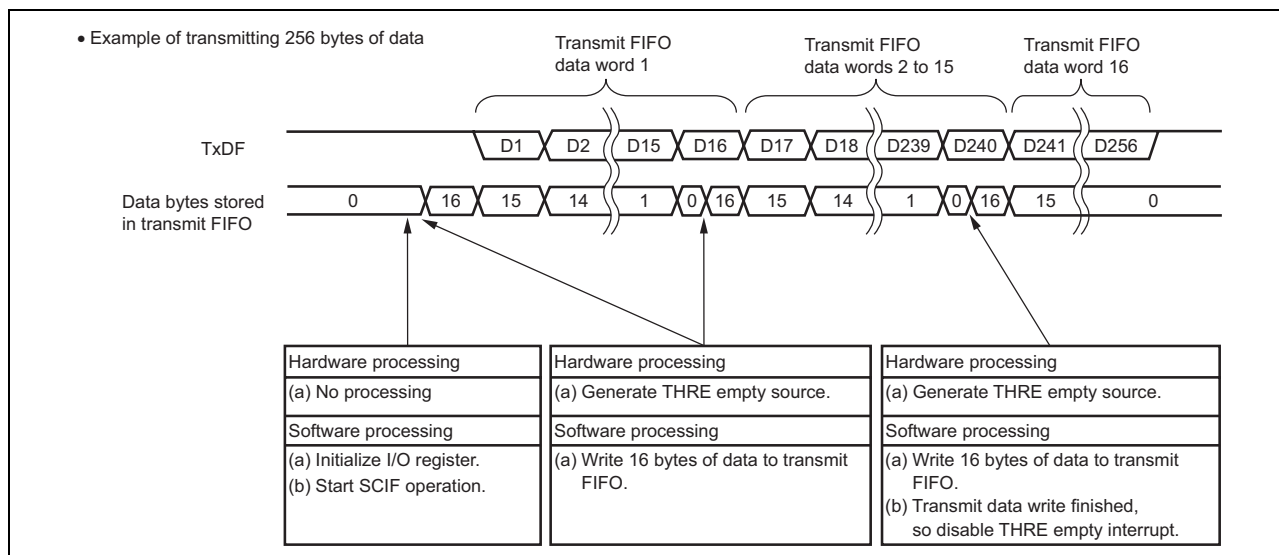 • Example of transmitting 256 bytes of data
Transmit FIFO
data word 1
Transmit FIFO
data words 2 to 15
Transmit FIFO
data word 16
TxDF
D1 D2 D15 D16 D17 D18 D239 D240 D241 D256
Data bytes stored
in transmit FIFO
0 16 15 14 1 0 16 15 14 1 0 16 15 0
Hardware processing
(a) No processing
Software processing
(a) Initialize I/O register.
(b) Start SCIF operation.
Hardware processing
(a) Generate THRE empty source.
Software processing
(a) Write 16 bytes of data to transmit
FIFO.
Hardware processing
(a) Generate THRE empty source.
Software processing
(a) Write 16 bytes of data to transmit
FIFO.
(b) Transmit data write finished,
so disable THRE empty interrupt.